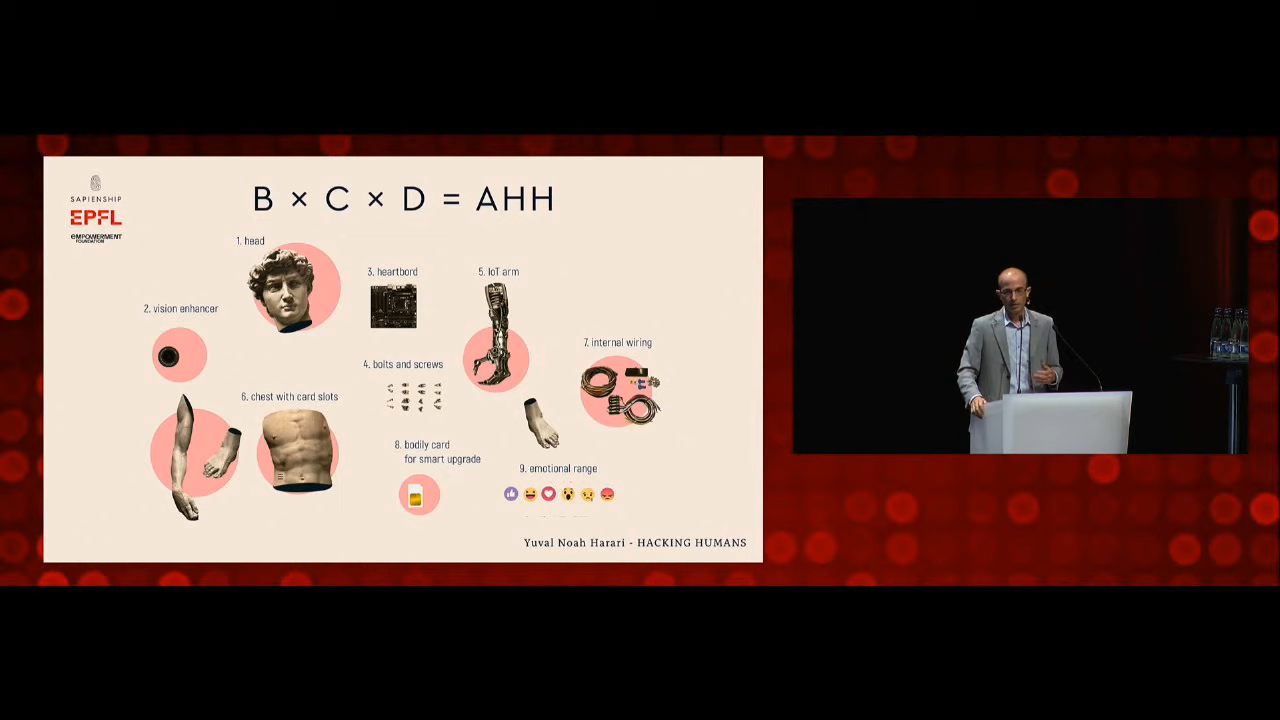 SAPIENSHIP
EPFL
EMPOWERMENT
FOUNDATION
B × C × D = AHH
1. head
2. vision enhancer
3. heartbord
4. bolts and screws
5. IoT arm
6. chest with card slots
7. internal wiring
8. bodily card
for smart upgrade
9. emotional range
Yuval Noah Harari - HACKING HUMANS